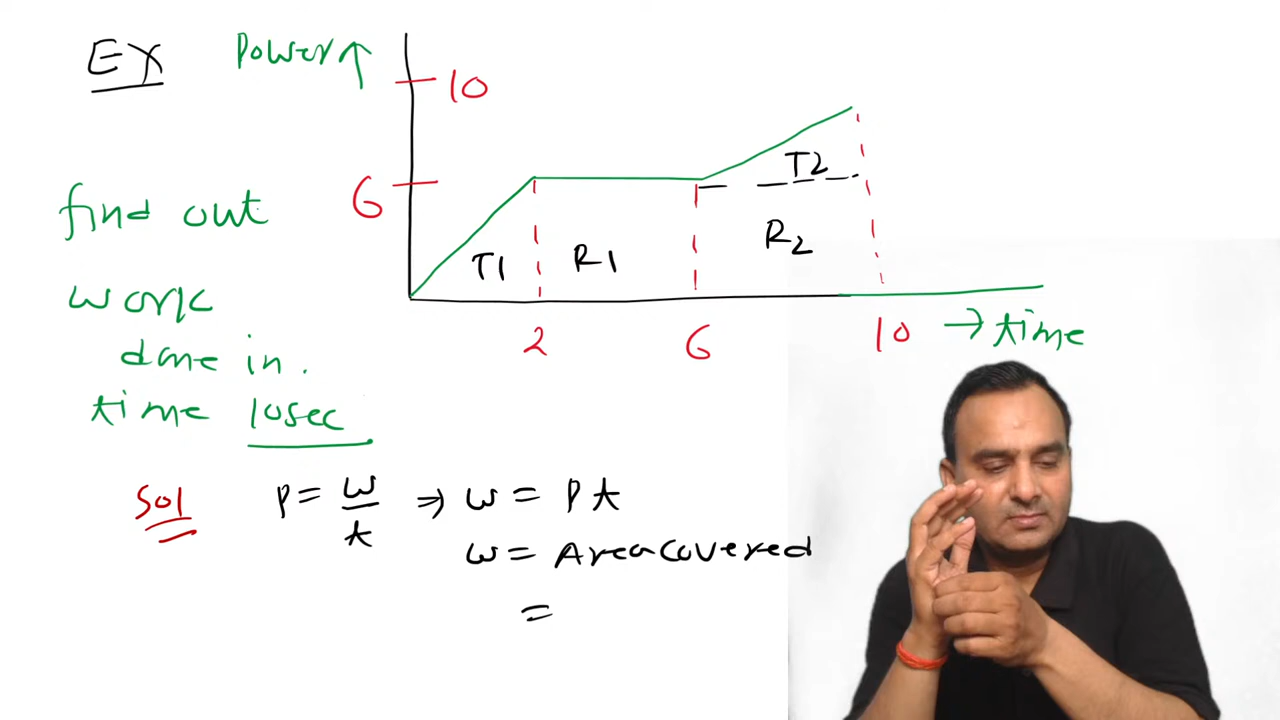 EX
Power ↑
10
6
T1
R1
T2
R2
2
6
10
→ time
find out
work
done in.
time 10sec
Sol
P = W/t ⇒ W = Pt
W = Area Covered
=